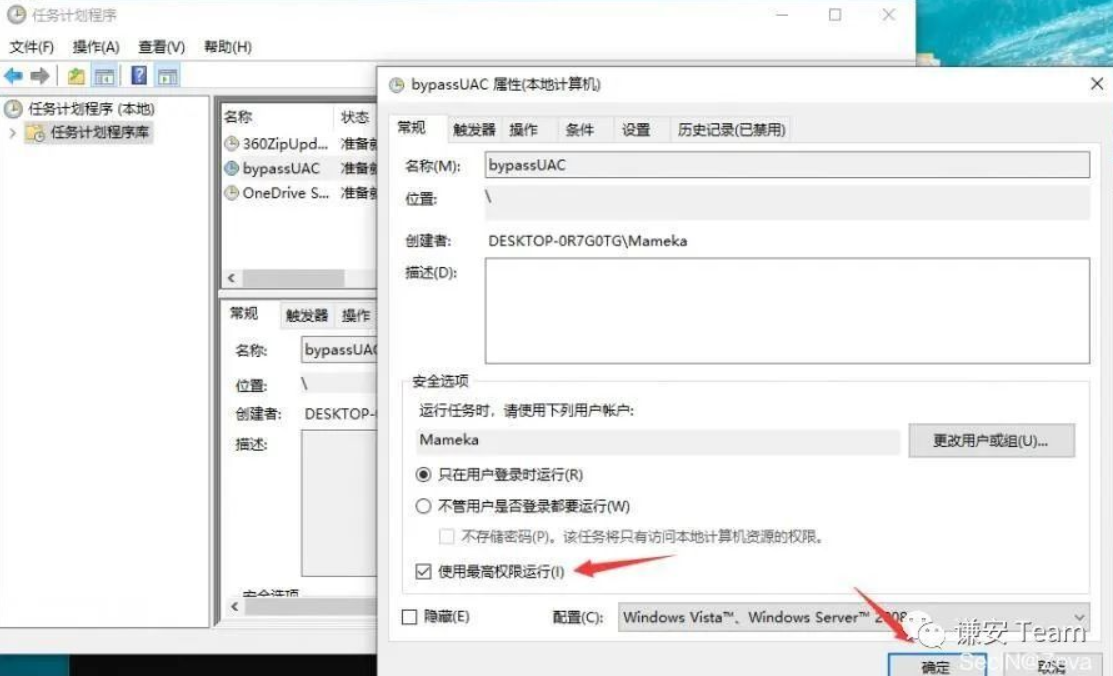 任务计划程序
文件(F) 操作(A) 查看(V) 帮助(H)
任务计划程序 (本地)
任务计划程序库
名称 状态
360ZipUpd... 准备
bypassUAC 准备
OneDrive S... 准备
常规 触发器 操作
名称: bypassUAC
位置: \
创建者: DESKTOP-
描述:
安全选项
bypassUAC 属性(本地计算机)
常规 触发器 操作 条件 设置 历史记录(已禁用)
名称(M): bypassUAC
位置: \
创建者: DESKTOP-0R7G0TG\Mameka
描述(D):
安全选项
运行任务时，请使用下列用户帐户:
Mameka
更改用户或组(U)...
只在用户登录时运行(R)
不管用户是否登录都要运行(W)
不存储密码(P)。该任务将只有访问本地计算机资源的权限。
使用最高权限运行(I)
隐藏(E) 配置(C): Windows Vista™、Windows Server™ 2008
谦安 Team
确定 取消